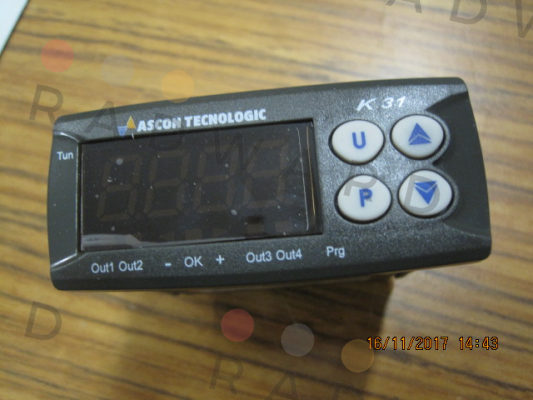 ASCON TECNOLOGIC
K 31
Tun
U
P
Out1 Out2 - OK + Out3 Out4 Prg
16/11/2017 14:43